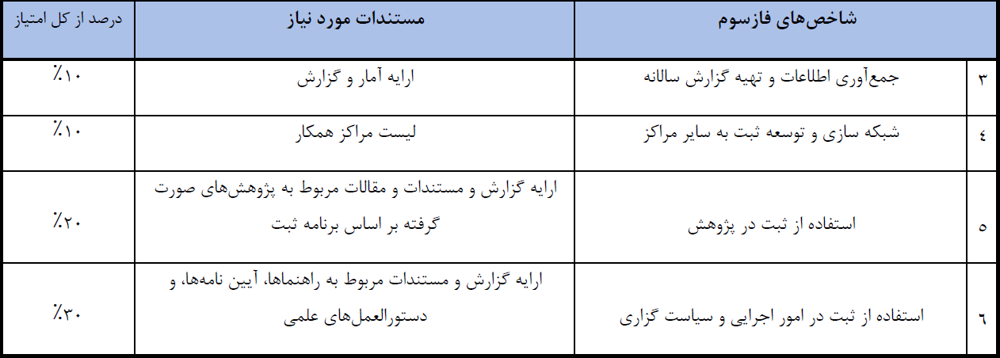 شاخص‌های فازسوم
مستندات مورد نیاز
درصد از کل امتیاز
۳
جمع‌آوری اطلاعات و تهیه گزارش سالانه
ارایه آمار و گزارش
٪۱۰
٤
شبکه سازی و توسعه ثبت به سایر مراکز
لیست مراکز همکار
٪۱۰
٥
استفاده از ثبت در پژوهش
ارایه گزارش و مستندات و مقالات مربوط به پژوهش‌های صورت
گرفته بر اساس برنامه ثبت
٪۲۰
٦
استفاده از ثبت در امور اجرایی و سیاست گزاری
ارایه گزارش و مستندات مربوط به راهنماها، آیین نامه‌ها، و
دستورالعمل‌های علمی
٪۳۰